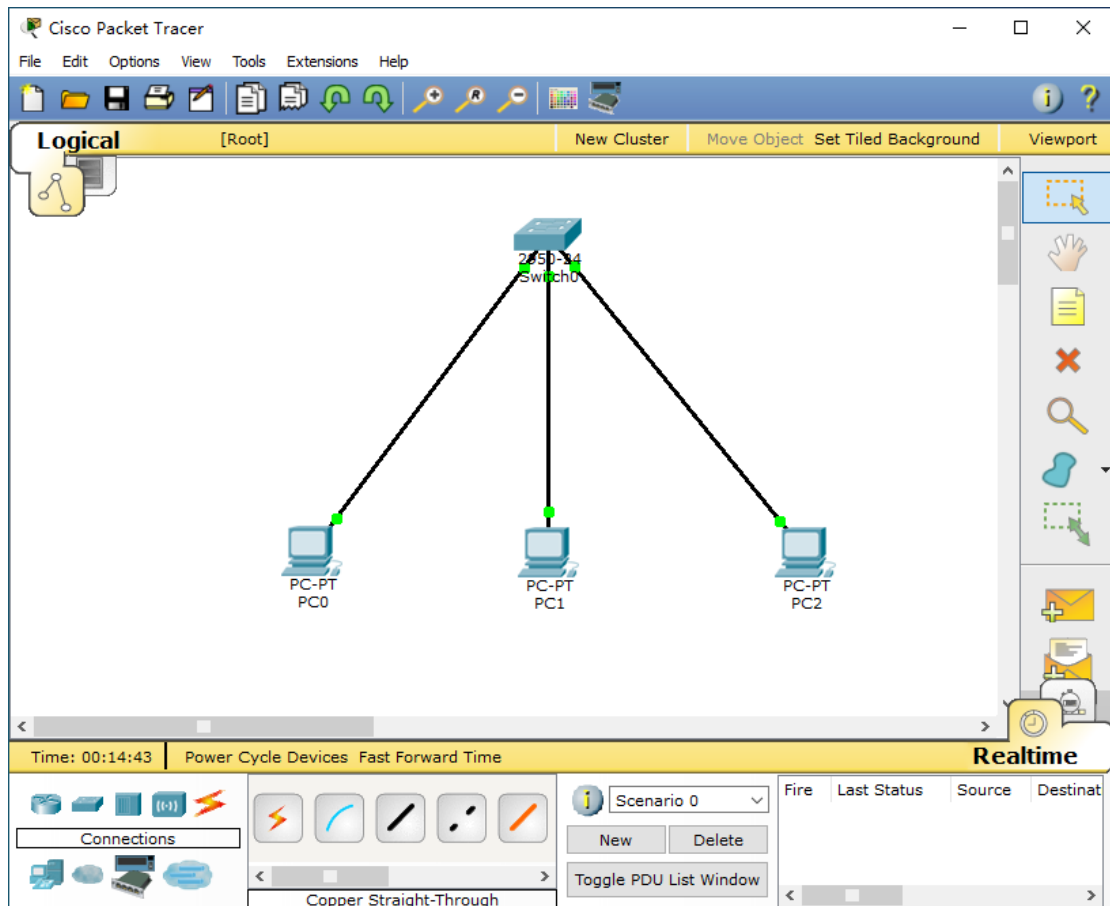 Cisco Packet Tracer
File Edit Options View Tools Extensions Help
Logical [Root] New Cluster Move Object Set Tiled Background Viewport
2950-24
Switch0
PC-PT
PC0
PC-PT
PC1
PC-PT
PC2
Time: 00:14:43 Power Cycle Devices Fast Forward Time Realtime
Connections
Copper Straight-Through
Scenario 0
New Delete
Toggle PDU List Window
Fire Last Status Source Destinat